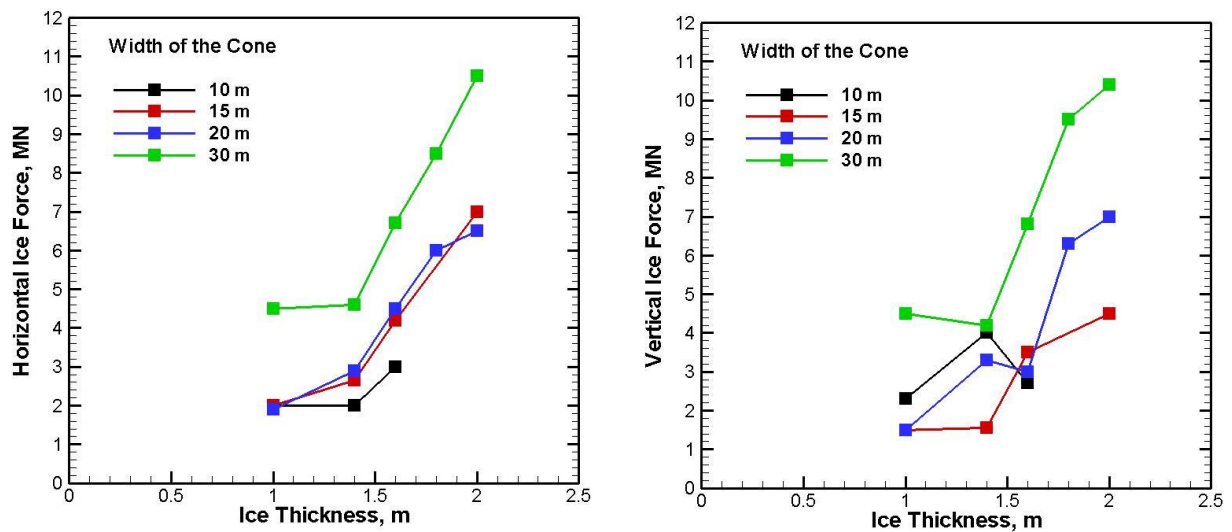 12
11
10
9
8
7
6
5
4
3
2
1
0
Horizontal Ice Force, MN
Width of the Cone
10 m
15 m
20 m
30 m
0 0.5 1 1.5 2 2.5
Ice Thickness, m
12
11
10
9
8
7
6
5
4
3
2
1
0
Vertical Ice Force, MN
Width of the Cone
10 m
15 m
20 m
30 m
0 0.5 1 1.5 2 2.5
Ice Thickness, m